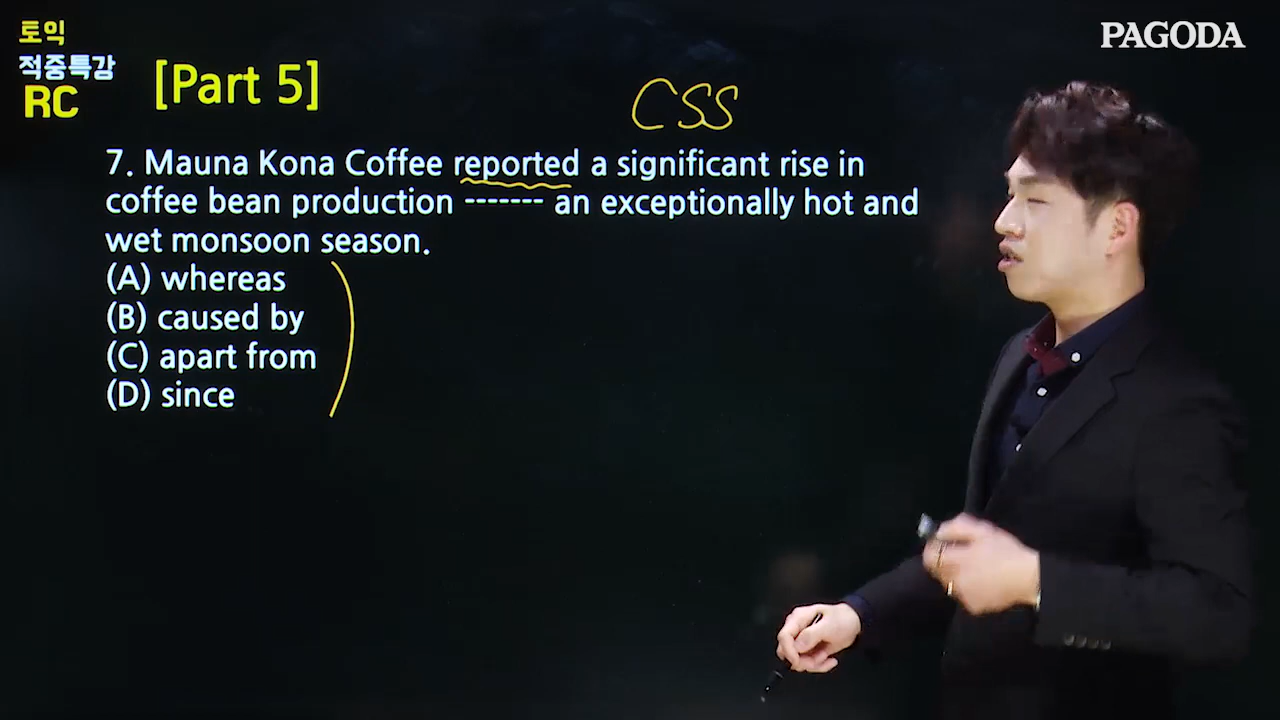 토익
적중특강
RC
[Part 5]
PAGODA
CSS
7. Mauna Kona Coffee reported a significant rise in
coffee bean production ------- an exceptionally hot and
wet monsoon season.
(A) whereas
(B) caused by
(C) apart from
(D) since